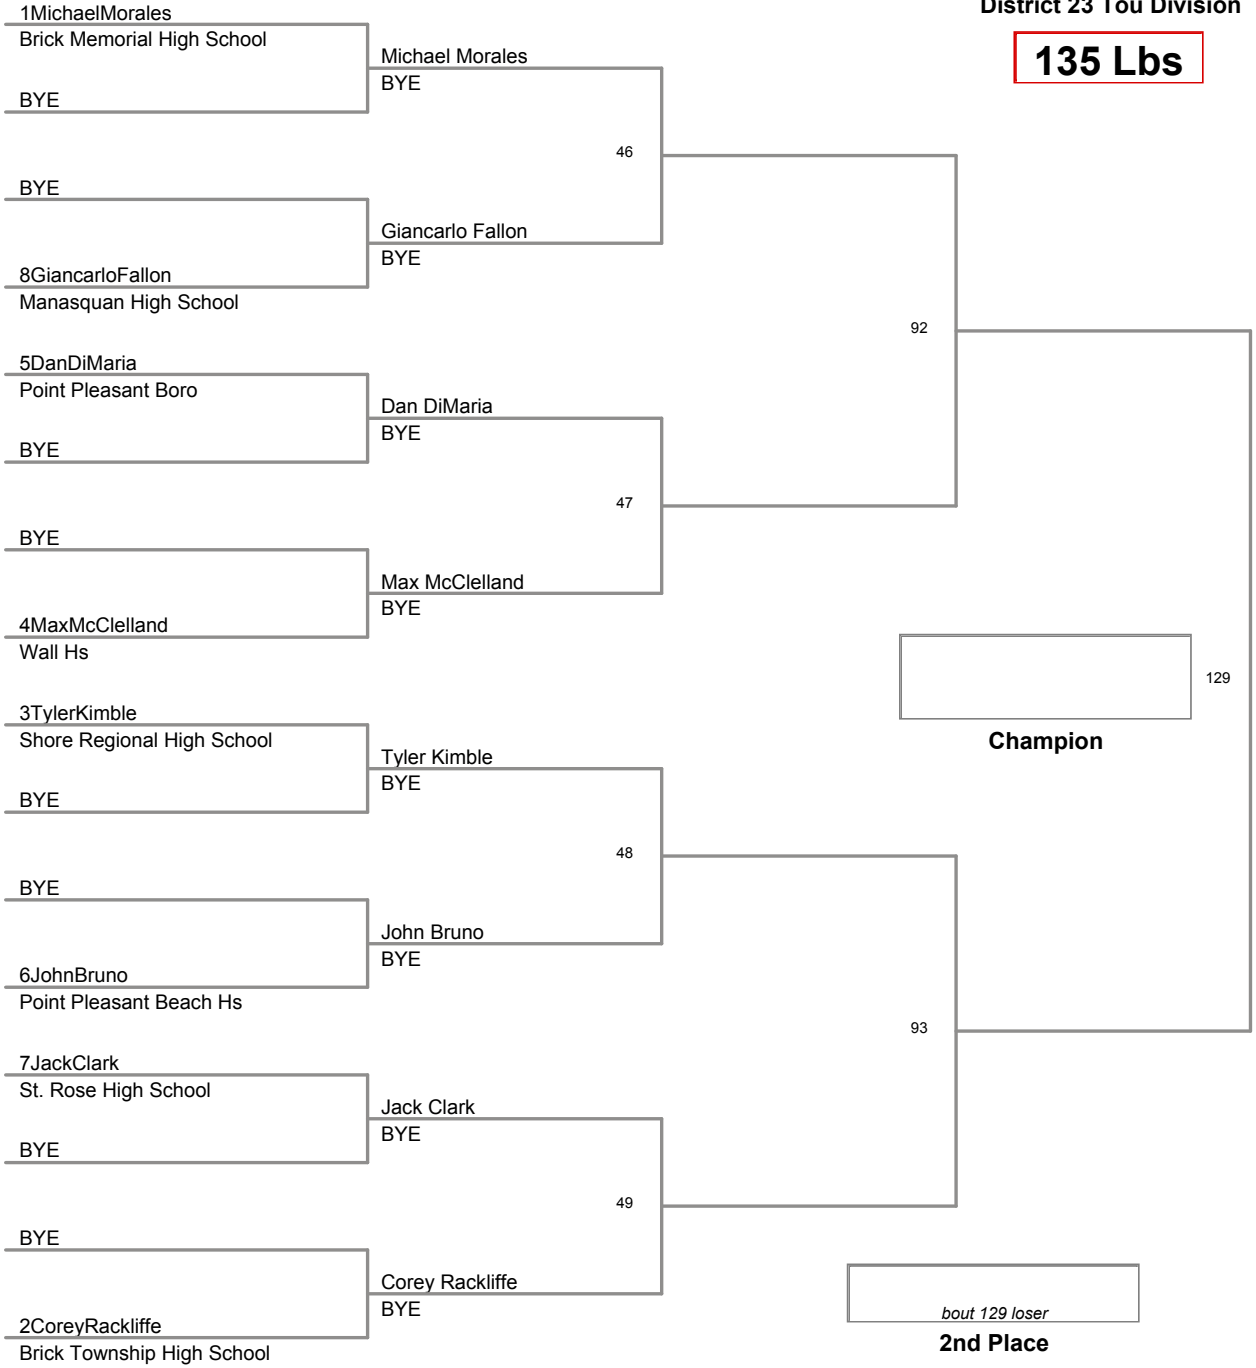 District 23 Tou Division
135 Lbs
1MichaelMorales
Brick Memorial High School
BYE
BYE
8GiancarloFallon
Manasquan High School
5DanDiMaria
Point Pleasant Boro
BYE
BYE
4MaxMcClelland
Wall Hs
3TylerKimble
Shore Regional High School
BYE
BYE
6JohnBruno
Point Pleasant Beach Hs
7JackClark
St. Rose High School
BYE
BYE
2CoreyRackliffe
Brick Township High School
Michael Morales
BYE
Giancarlo Fallon
BYE
Dan DiMaria
BYE
Max McClelland
BYE
Tyler Kimble
BYE
John Bruno
BYE
Jack Clark
BYE
Corey Rackliffe
BYE
46
47
48
49
92
93
129
Champion
bout 129 loser
2nd Place